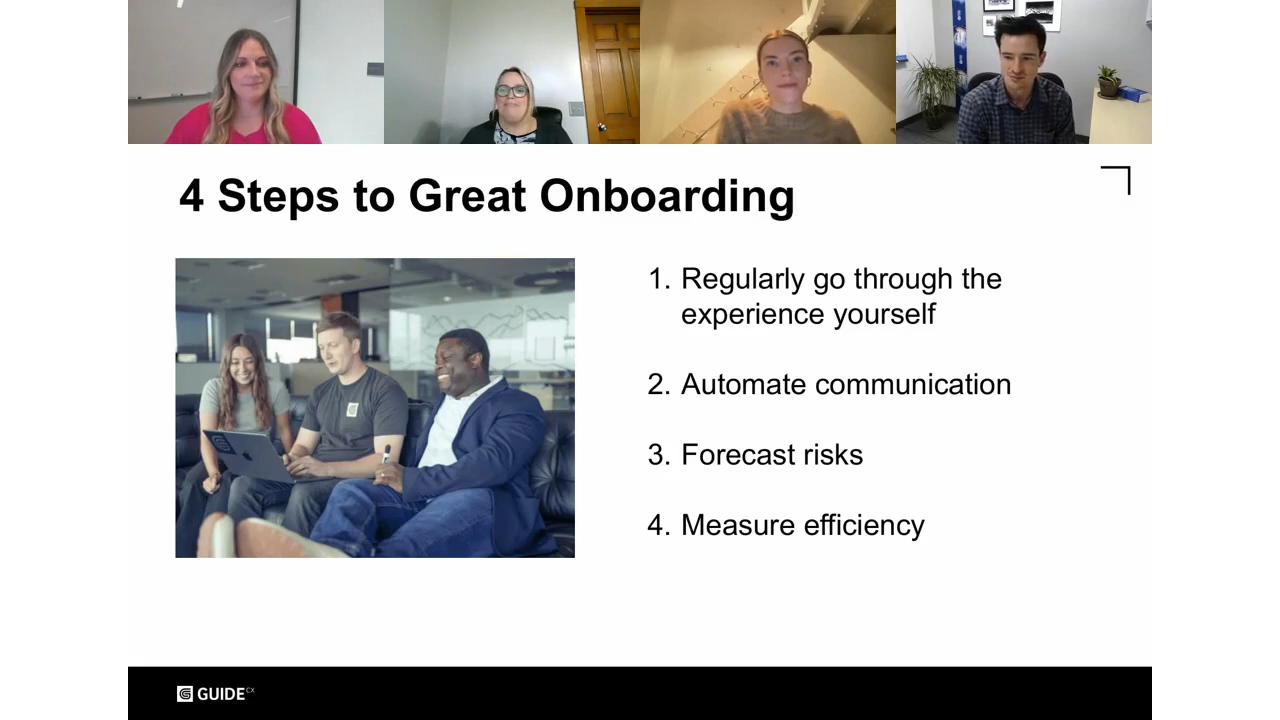 4 Steps to Great Onboarding
1. Regularly go through the
experience yourself
2. Automate communication
3. Forecast risks
4. Measure efficiency
GUIDE CX